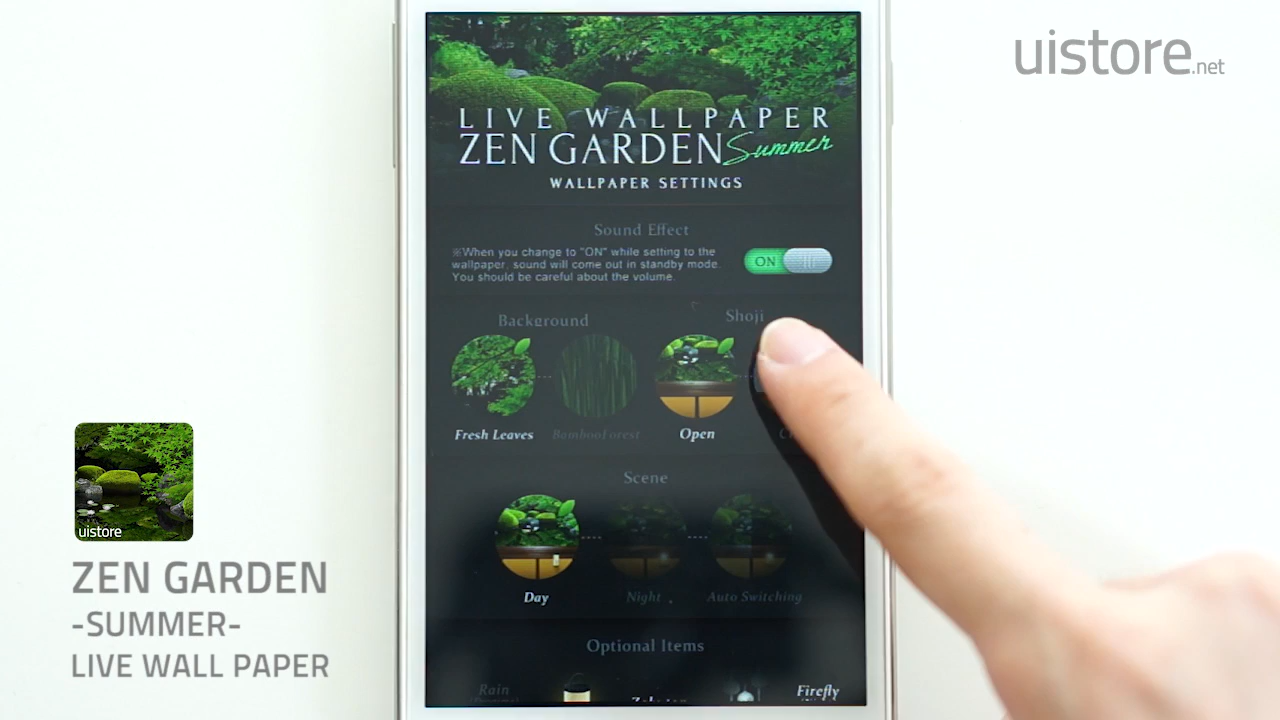 uistore.net
LIVE WALLPAPER
ZEN GARDEN Summer
WALLPAPER SETTINGS
Sound Effect
※When you change to "ON" while setting to the
wallpaper, sound will come out in standby mode.
You should be careful about the volume.
ON
Background
Shoji
Fresh Leaves
BambooForest
Open
Scene
Day
Night
Auto Switching
Optional Items
Rain
Firefly
uistore
ZEN GARDEN
-SUMMER-
LIVE WALL PAPER